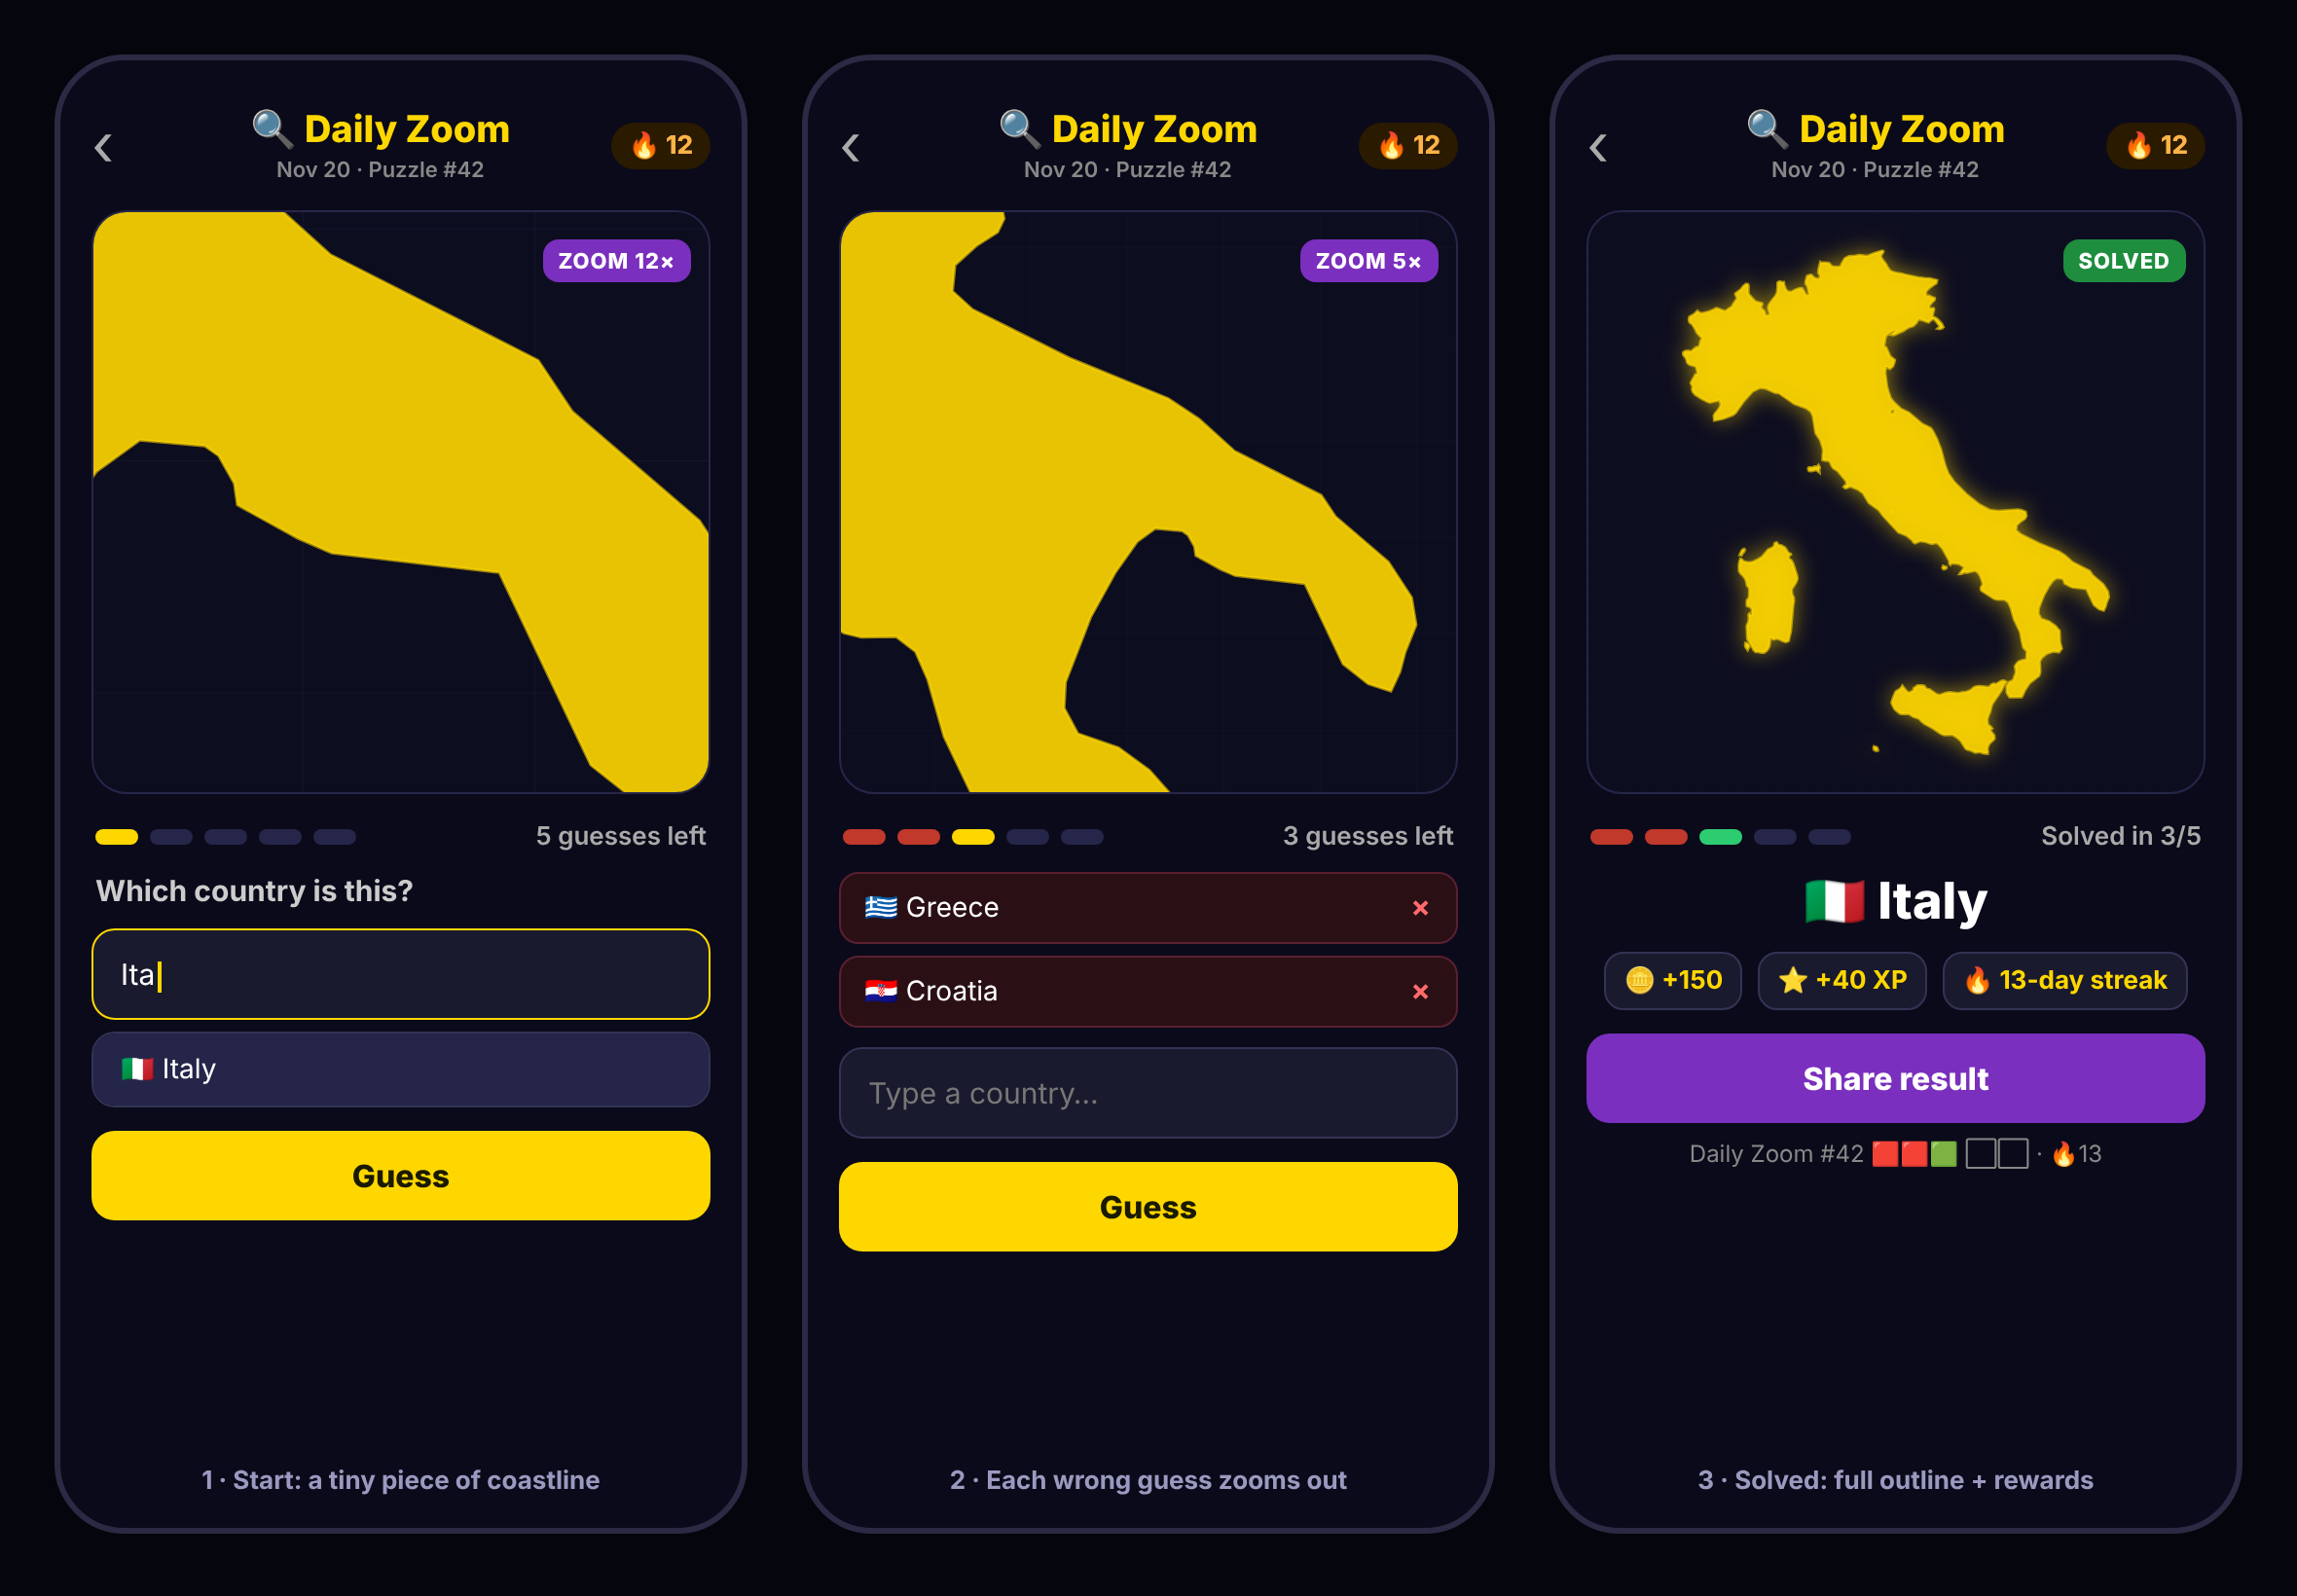 ‹ 🔍 Daily Zoom 🔥 12
Nov 20 · Puzzle #42
ZOOM 12×
5 guesses left
Which country is this?
Ita
🇮🇹 Italy
Guess
1 · Start: a tiny piece of coastline
‹ 🔍 Daily Zoom 🔥 12
Nov 20 · Puzzle #42
ZOOM 5×
3 guesses left
🇬🇷 Greece ×
🇭🇷 Croatia ×
Type a country...
Guess
2 · Each wrong guess zooms out
‹ 🔍 Daily Zoom 🔥 12
Nov 20 · Puzzle #42
SOLVED
Solved in 3/5
🇮🇹 Italy
🪙 +150 ⭐ +40 XP 🔥 13-day streak
Share result
Daily Zoom #42 🟥🟥🟩⬜⬜ · 🔥13
3 · Solved: full outline + rewards